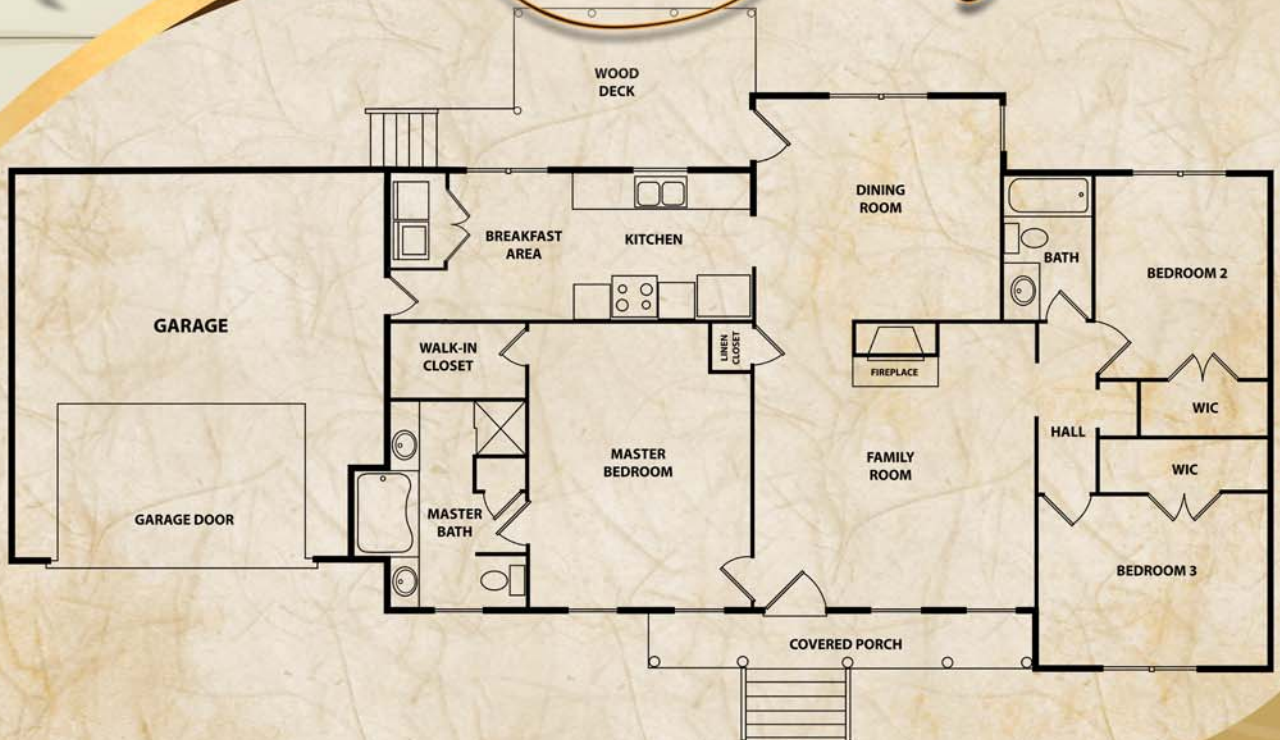 WOOD
DECK
DINING
ROOM
BREAKFAST
AREA
KITCHEN
BATH
BEDROOM 2
GARAGE
WALK-IN
CLOSET
LINEN
CLOSET
FIREPLACE
WIC
HALL
MASTER
BEDROOM
FAMILY
ROOM
WIC
GARAGE DOOR
MASTER
BATH
BEDROOM 3
COVERED PORCH